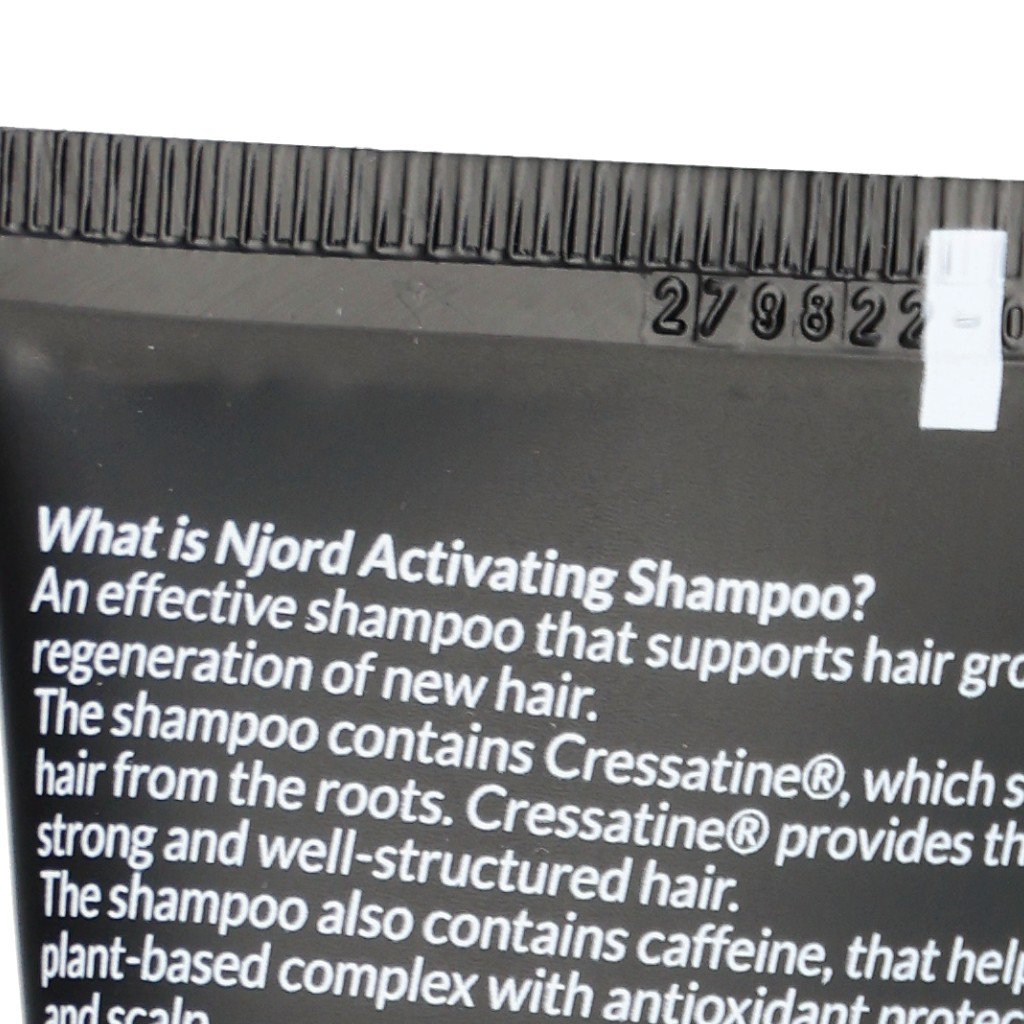 279822
What is Njord Activating Shampoo?
An effective shampoo that supports hair
regeneration of new hair.
The shampoo contains Cressatine®, which
hair from the roots. Cressatine® provides
strong and well-structured hair.
The shampoo also contains caffeine, that
plant-based complex with antioxidant
and scalp